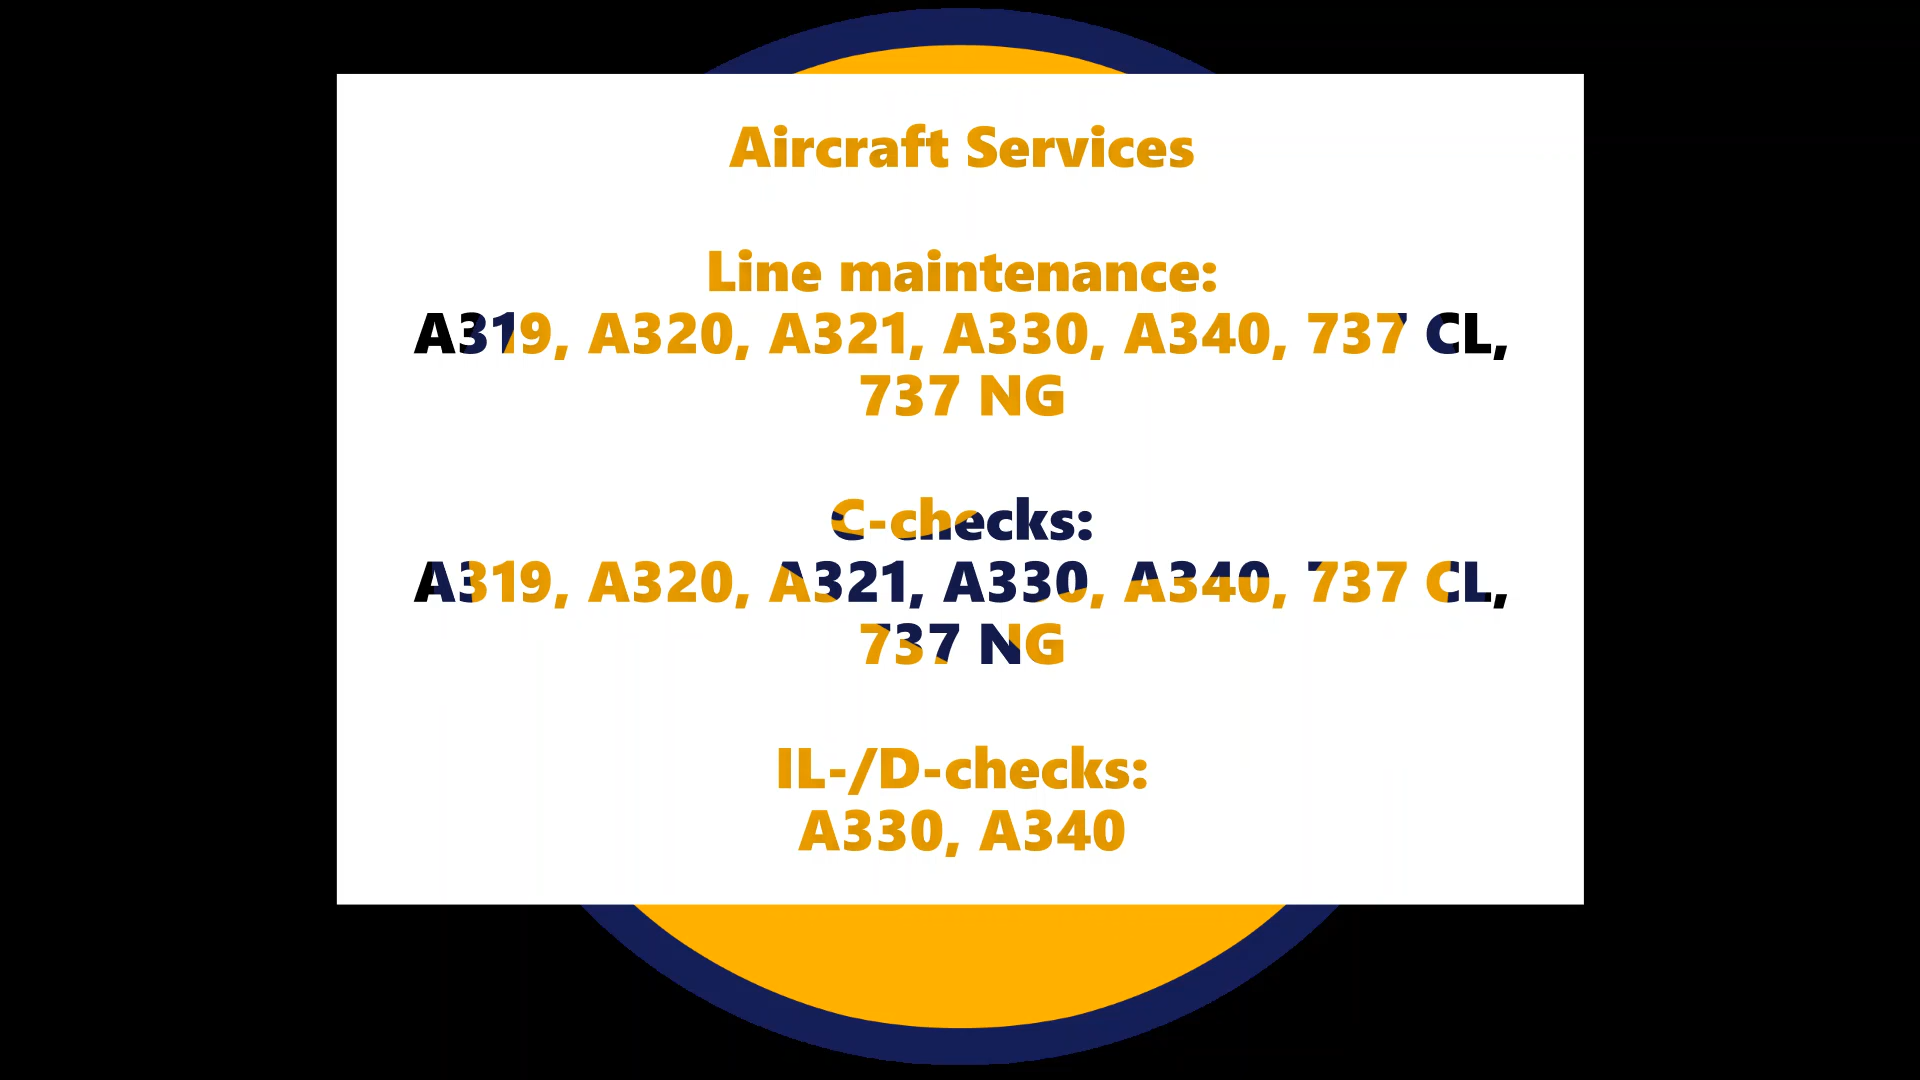 Aircraft Services
Line maintenance:
A319, A320, A321, A330, A340, 737 CL,
737 NG
C-checks:
A319, A320, A321, A330, A340, 737 CL,
737 NG
IL-/D-checks:
A330, A340